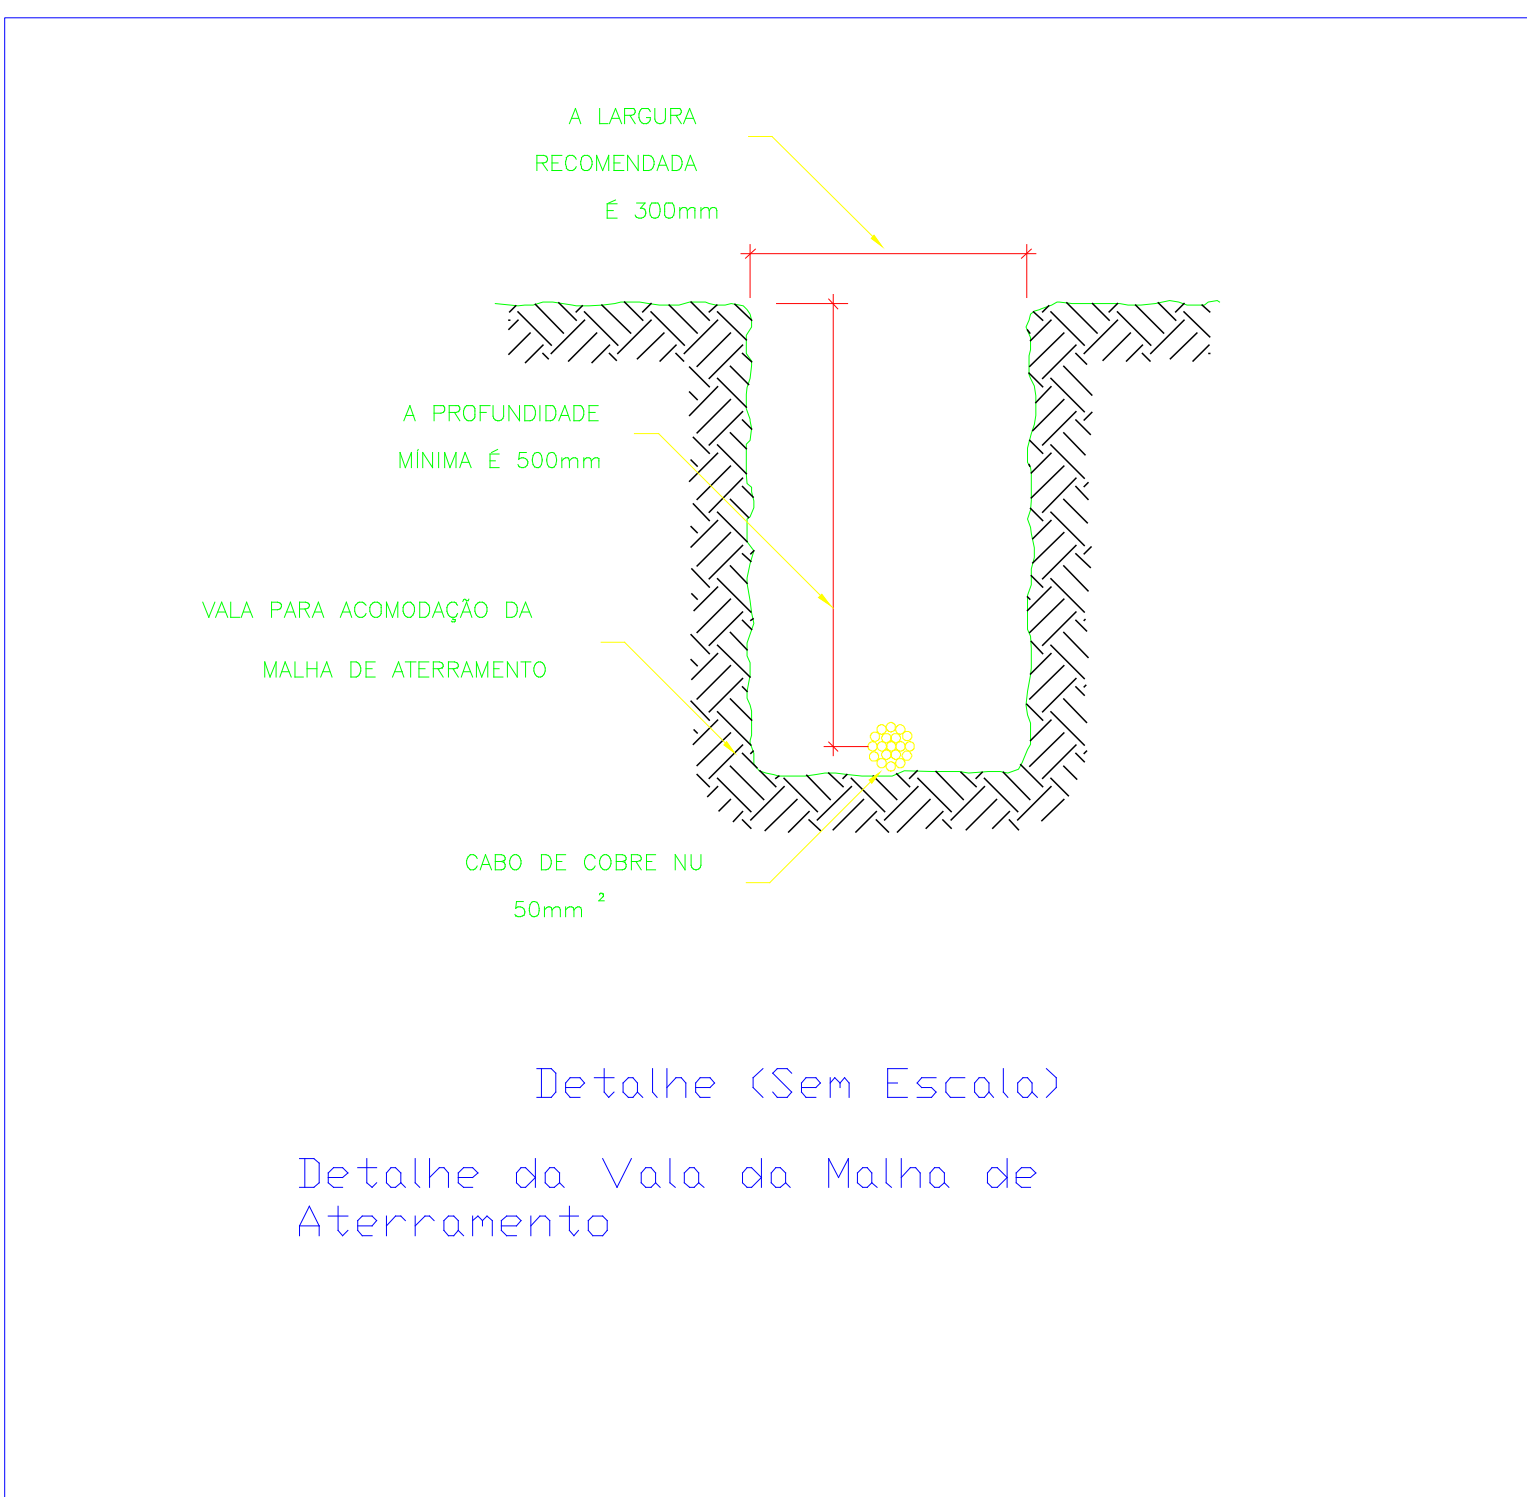 A LARGURA
RECOMENDADA
É 300mm
A PROFUNDIDADE
MÍNIMA É 500mm
VALA PARA ACOMODAÇÃO DA
MALHA DE ATERRAMENTO
CABO DE COBRE NU
50mm ²
Detalhe (Sem Escala)
Detalhe da Vala da Malha de
Aterramento